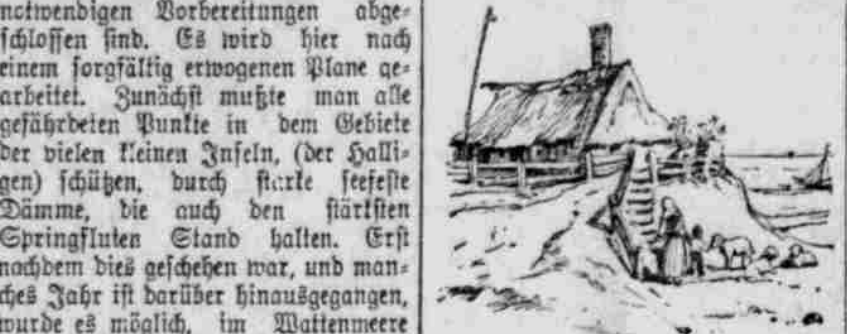 notwendigen Vorbereitungen abge-
schlossen sind. Es wird hier nach
einem sorgfältig erwogenen Plane ge-
arbeitet. Zunächst mußte man alle
gefährdeten Punkte in dem Gebiete
der vielen kleinen Inseln, (der Halli-
gen) schützen, durch starke seefeste
Dämme, die auch den stärksten
Springfluten Stand halten. Erst
nachdem dies geschehen war, und man-
ches Jahr ist darüber hinausgegangen,
wurde es möglich, im Wattenmeere